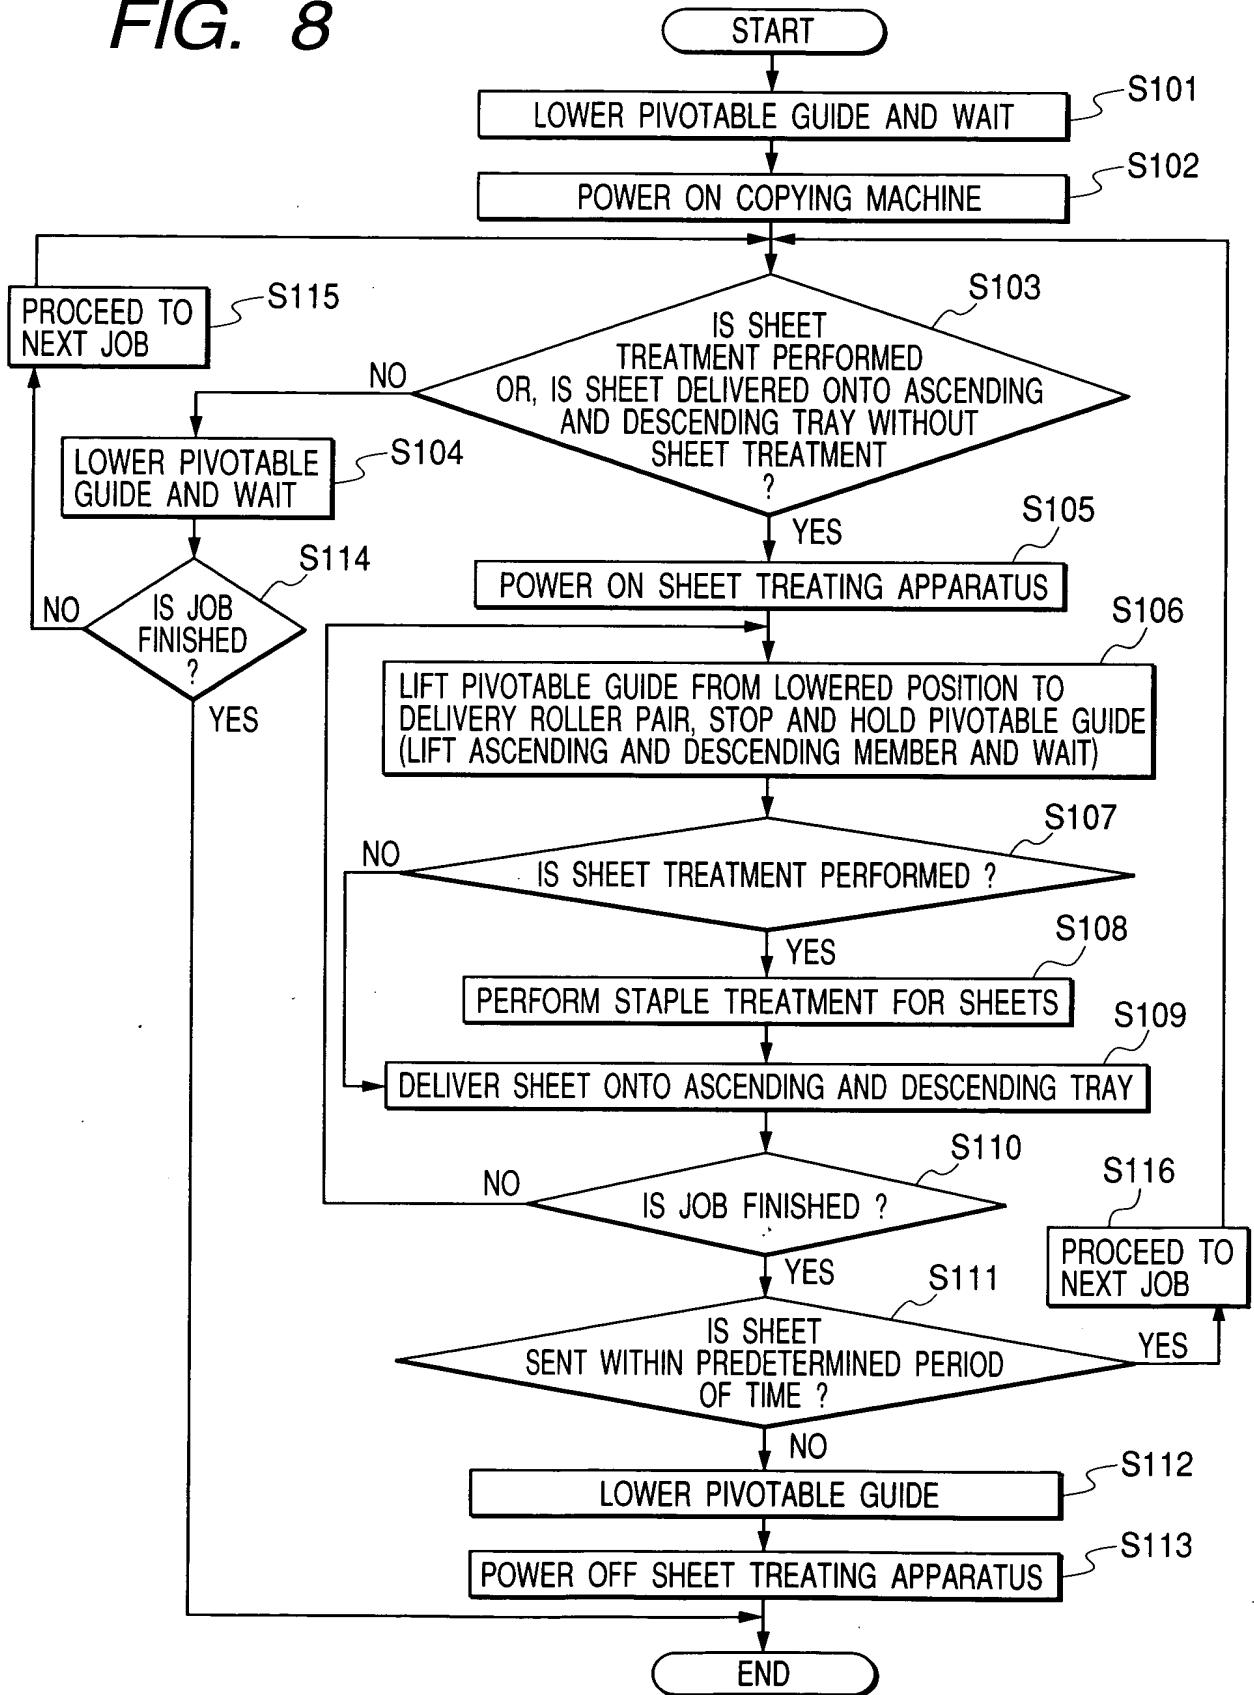 FIG. 8
START
LOWER PIVOTABLE GUIDE AND WAIT
S101
POWER ON COPYING MACHINE
S102
PROCEED TO
NEXT JOB
S115
IS SHEET
TREATMENT PERFORMED
OR, IS SHEET DELIVERED ONTO ASCENDING
AND DESCENDING TRAY WITHOUT
SHEET TREATMENT
?
S103
NO
YES
LOWER PIVOTABLE
GUIDE AND WAIT
S104
IS JOB
FINISHED
?
S114
NO
YES
POWER ON SHEET TREATING APPARATUS
S105
LIFT PIVOTABLE GUIDE FROM LOWERED POSITION TO
DELIVERY ROLLER PAIR, STOP AND HOLD PIVOTABLE GUIDE
(LIFT ASCENDING AND DESCENDING MEMBER AND WAIT)
S106
IS SHEET TREATMENT PERFORMED ?
S107
NO
YES
PERFORM STAPLE TREATMENT FOR SHEETS
S108
DELIVER SHEET ONTO ASCENDING AND DESCENDING TRAY
S109
IS JOB FINISHED ?
S110
NO
YES
S116
PROCEED TO
NEXT JOB
IS SHEET
SENT WITHIN PREDETERMINED PERIOD
OF TIME ?
S111
YES
NO
LOWER PIVOTABLE GUIDE
S112
POWER OFF SHEET TREATING APPARATUS
S113
END